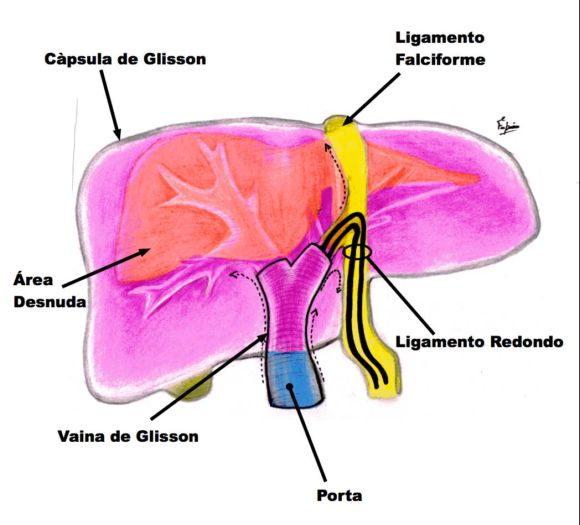 Ligamento
Falciforme
Càpsula de Glisson
Área
Desnuda
Ligamento Redondo
Vaina de Glisson
Porta